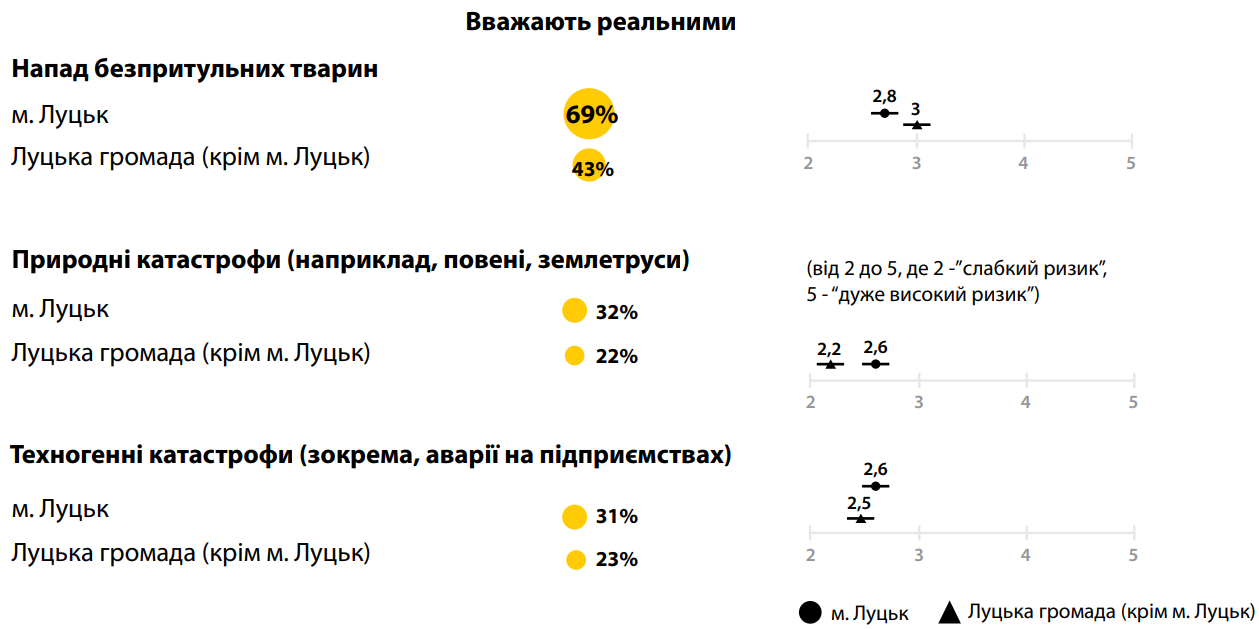 Вважають реальними
Напад безпритульних тварин
м. Луцьк
69%
2,8
3
Луцька громада (крім м. Луцьк)
43%
2 3 4 5
Природні катастрофи (наприклад, повені, землетруси)
(від 2 до 5, де 2 -”слабкий ризик”,
5 - “дуже високий ризик”)
м. Луцьк
32%
Луцька громада (крім м. Луцьк)
22%
2,2 2,6
2 3 4 5
Техногенні катастрофи (зокрема, аварії на підприємствах)
2,6
м. Луцьк
31%
2,5
Луцька громада (крім м. Луцьк)
23%
2 3 4 5
м. Луцьк Луцька громада (крім м. Луцьк)